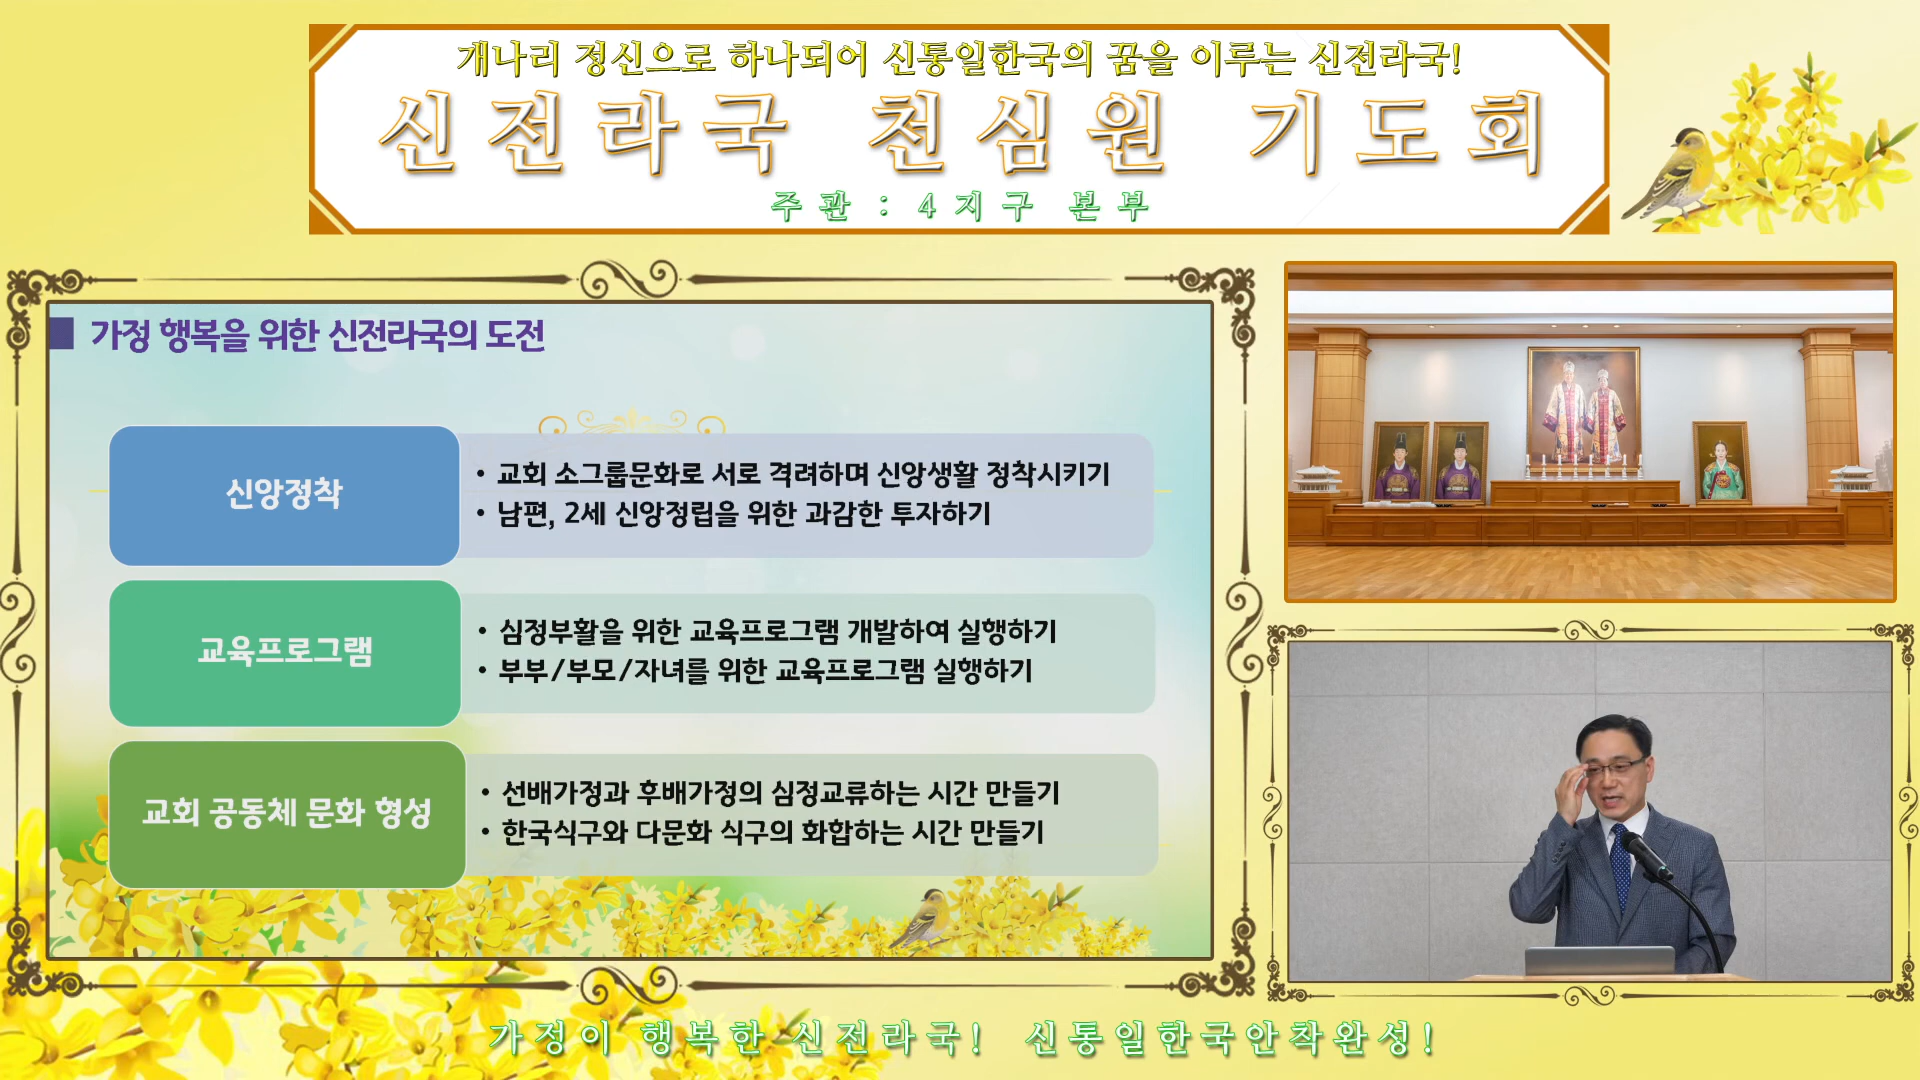 개나리 정신으로 하나되어 신통일한국의 꿈을 이루는 신전라국!
신전라국 천심원 기도회
주관 : 4지구 본부
가정 행복을 위한 신전라국의 도전
신앙정착
• 교회 소그룹문화로 서로 격려하며 신앙생활 정착시키기
• 남편, 2세 신앙정립을 위한 과감한 투자하기
교육프로그램
• 심정부활을 위한 교육프로그램 개발하여 실행하기
• 부부/부모/자녀를 위한 교육프로그램 실행하기
교회 공동체 문화 형성
• 선배가정과 후배가정의 심정교류하는 시간 만들기
• 한국식구와 다문화 식구의 화합하는 시간 만들기
가정이 행복한 신전라국! 신통일한국안착완성!